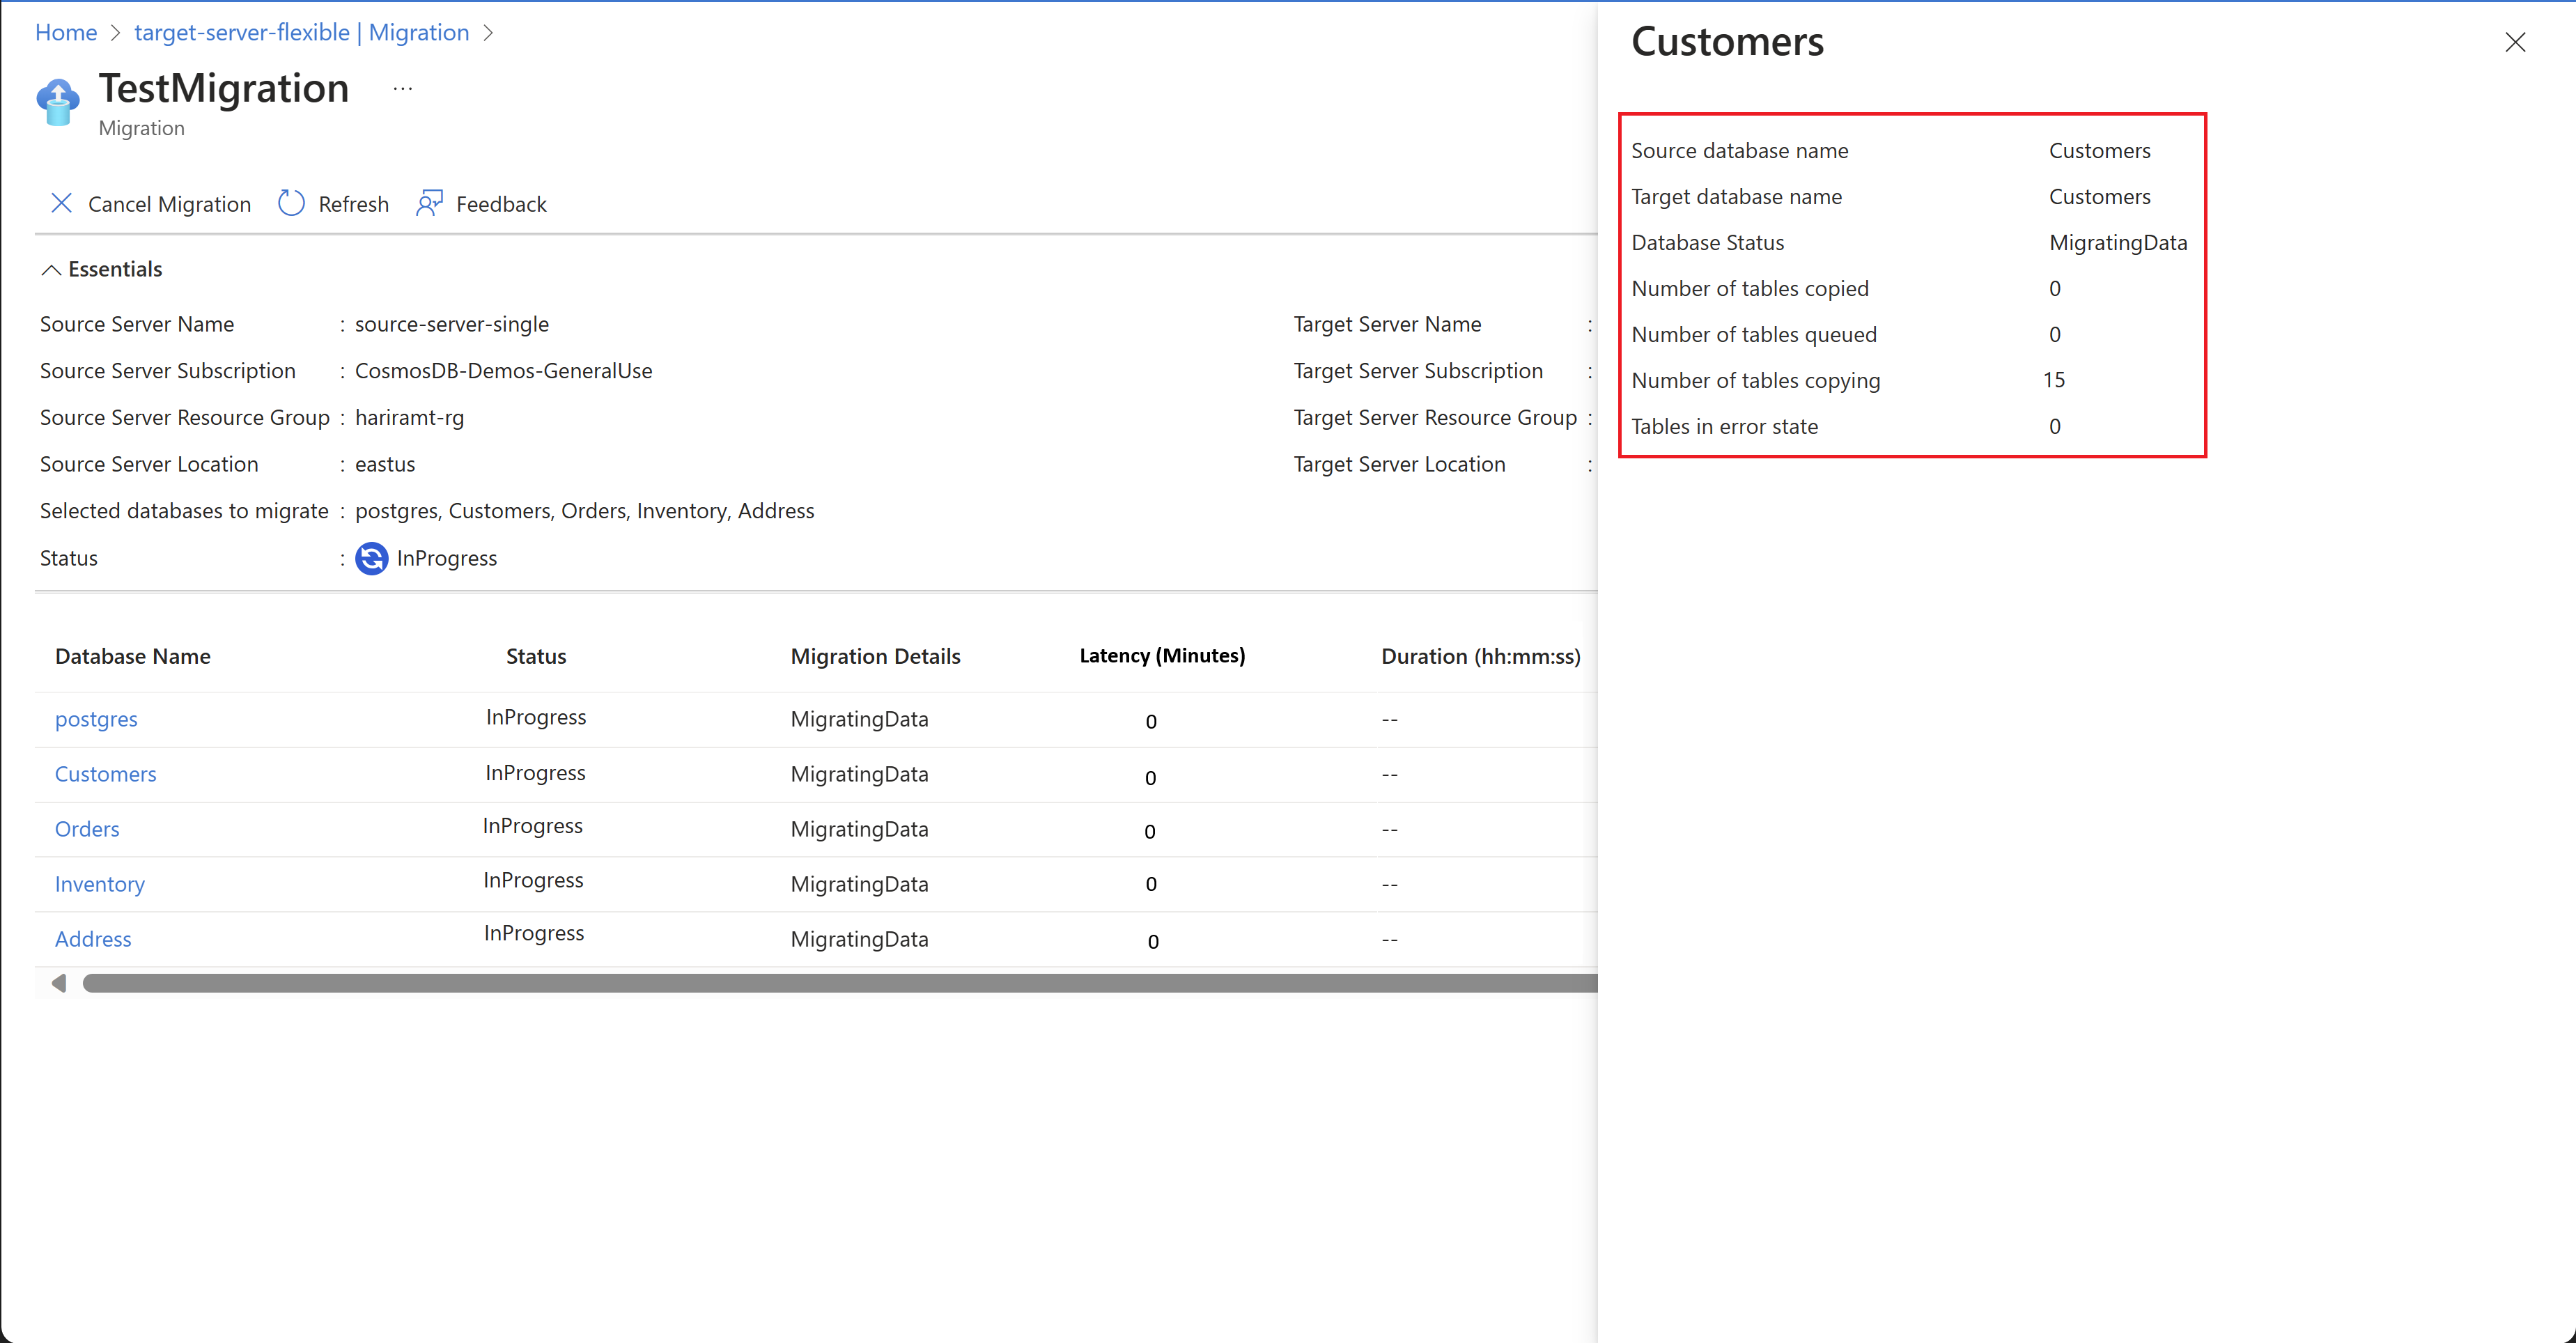 Home > target-server-flexible | Migration >
TestMigration ...
Migration
Cancel Migration Refresh Feedback
Essentials
Source Server Name : source-server-single Target Server Name :
Source Server Subscription : CosmosDB-Demos-GeneralUse Target Server Subscription :
Source Server Resource Group : hariramt-rg Target Server Resource Group :
Source Server Location : eastus Target Server Location :
Selected databases to migrate : postgres, Customers, Orders, Inventory, Address
Status : InProgress
Database Name Status Migration Details Latency (Minutes) Duration (hh:mm:ss)
postgres InProgress MigratingData 0 --
Customers InProgress MigratingData 0 --
Orders InProgress MigratingData 0 --
Inventory InProgress MigratingData 0 --
Address InProgress MigratingData 0 --
Customers
Source database name Customers
Target database name Customers
Database Status MigratingData
Number of tables copied 0
Number of tables queued 0
Number of tables copying 15
Tables in error state 0